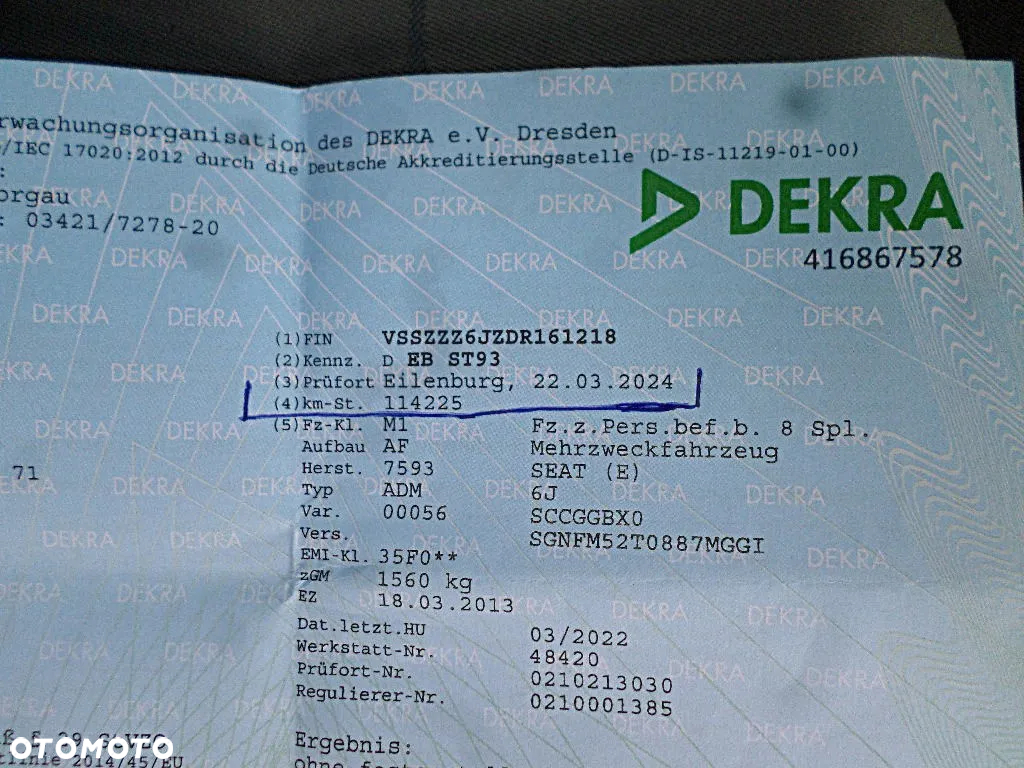 rwachungsorganisation des DEKRA e.V. Dresden
/IEC 17020:2012 durch die Deutsche Akkreditierungsstelle (D-IS-11219-01-00)
:
orgau
: 03421/7278-20
DEKRA
416867578
(1)FIN VSSZZZ6JZDR161218
(2)Kennz. D EB ST93
(3)Prüfort Eilenburg, 22.03.2024
(4)km-St. 114225
(5)Fz-Kl. M1 Fz.z.Pers.bef.b. 8 Spl.
Aufbau AF Mehrzweckfahrzeug
71
Herst. 7593 SEAT (E)
Typ ADM 6J
Var. 00056 SCCGGBX0
Vers. SGNFM52T0887MGGI
EMI-Kl. 35F0**
zGM 1560 kg
EZ 18.03.2013
Dat.letzt.HU 03/2022
Werkstatt-Nr. 48420
Prüfort-Nr. 0210213030
Regulierer-Nr. 0210001385
Ergebnis:
2014/45/EU
OTOMOTO